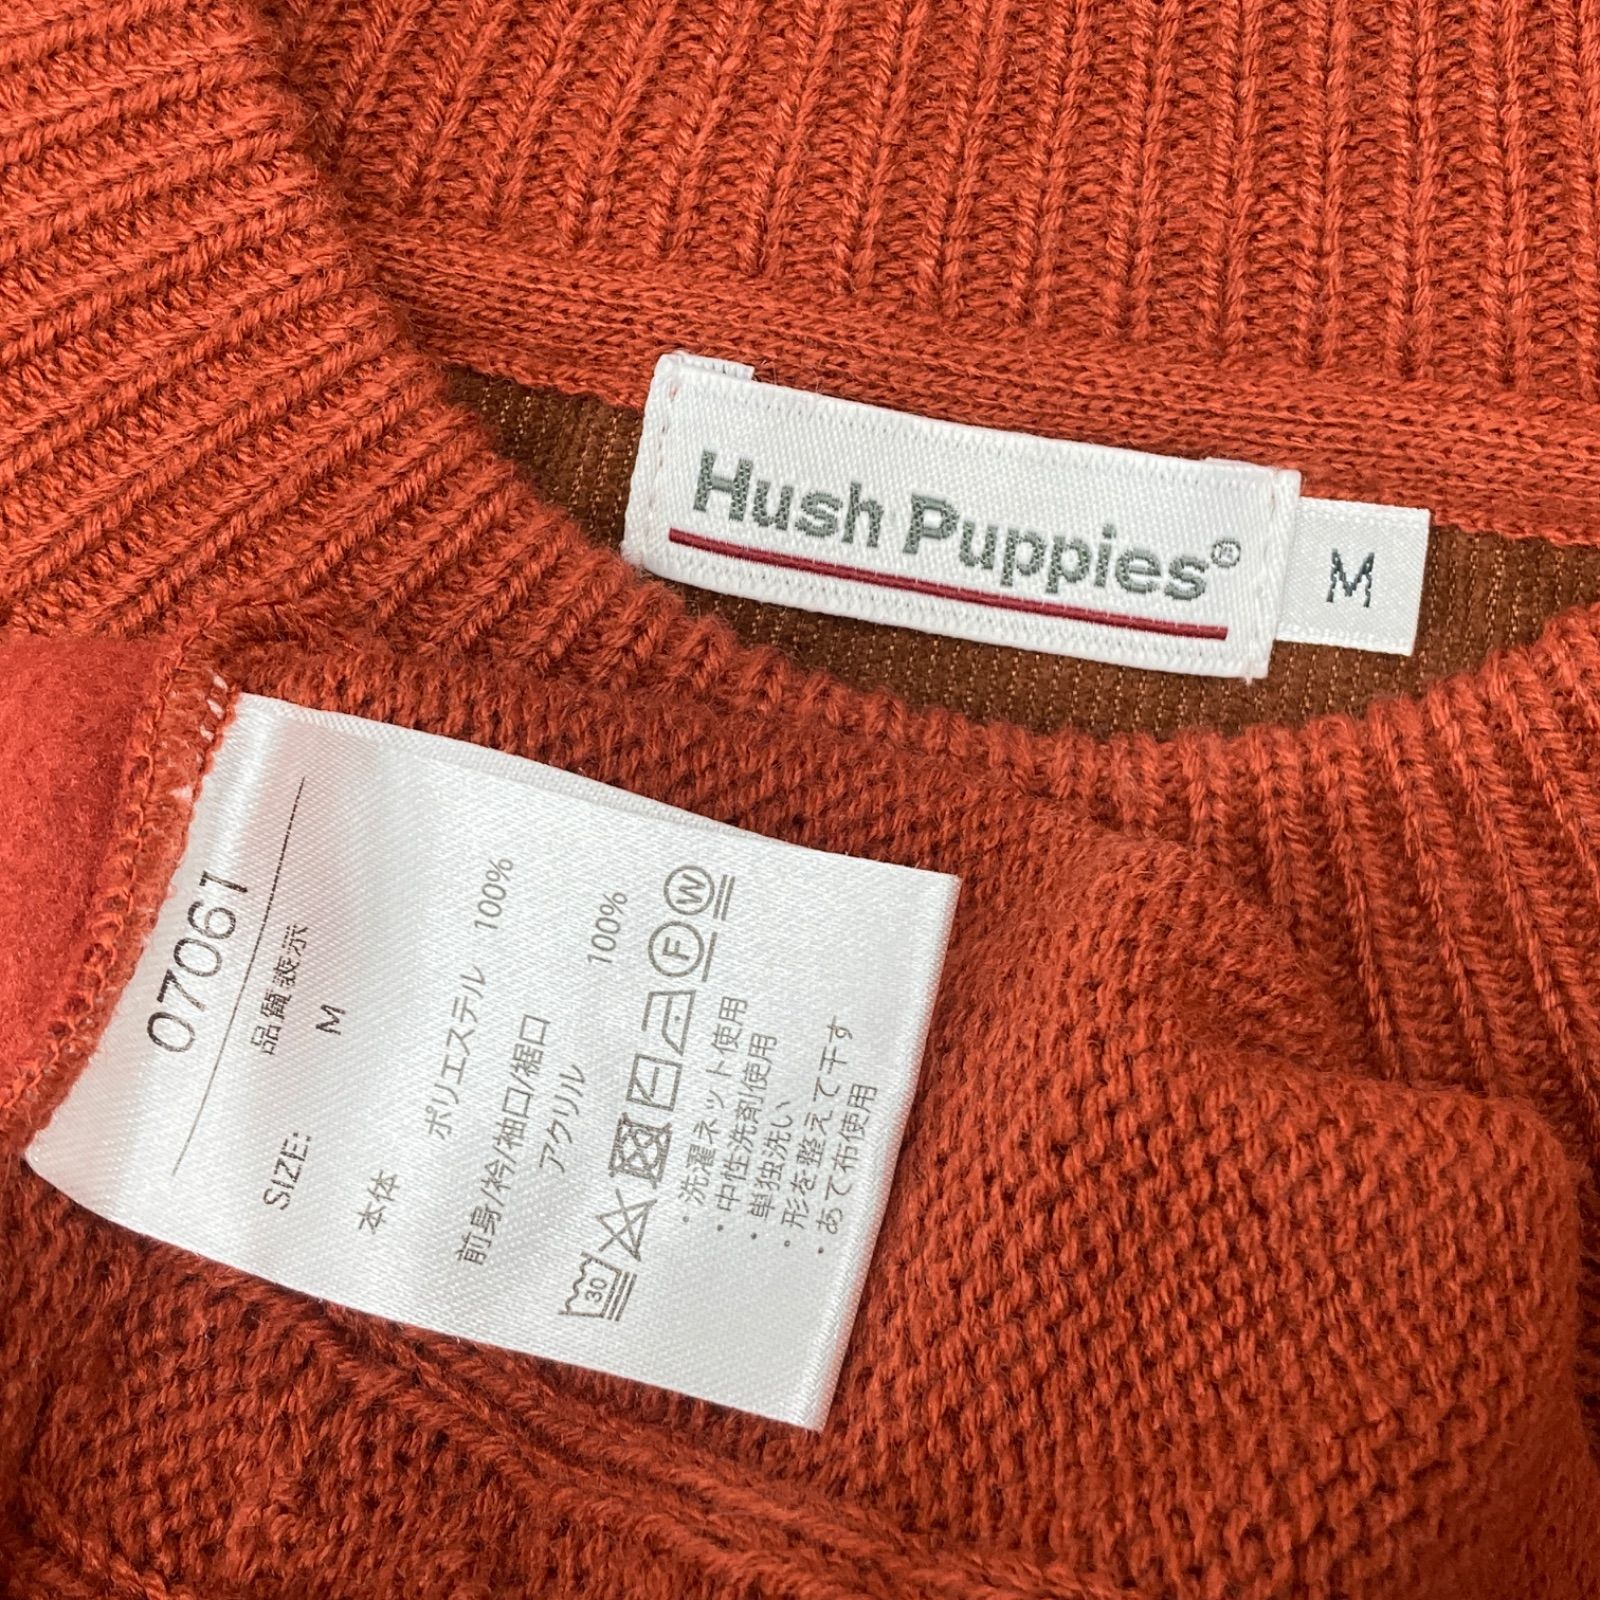 Hush Puppies®
M
07061
品質表示
SIZE: M
本体 ポリエステル 100%
前身/衿/袖口/裾口
アクリル 100%
30 F W
・洗濯ネット使用
・中性洗剤使用
・単独洗い
・形を整えて干す
・あて布使用